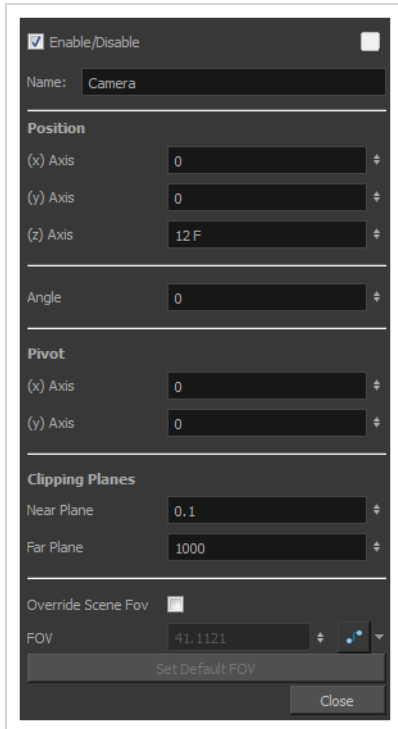 Enable/Disable
Name: Camera
Position
(x) Axis 0
(y) Axis 0
(z) Axis 12 F
Angle 0
Pivot
(x) Axis 0
(y) Axis 0
Clipping Planes
Near Plane 0.1
Far Plane 1000
Override Scene Fov
FOV 41.1121
Set Default FOV
Close